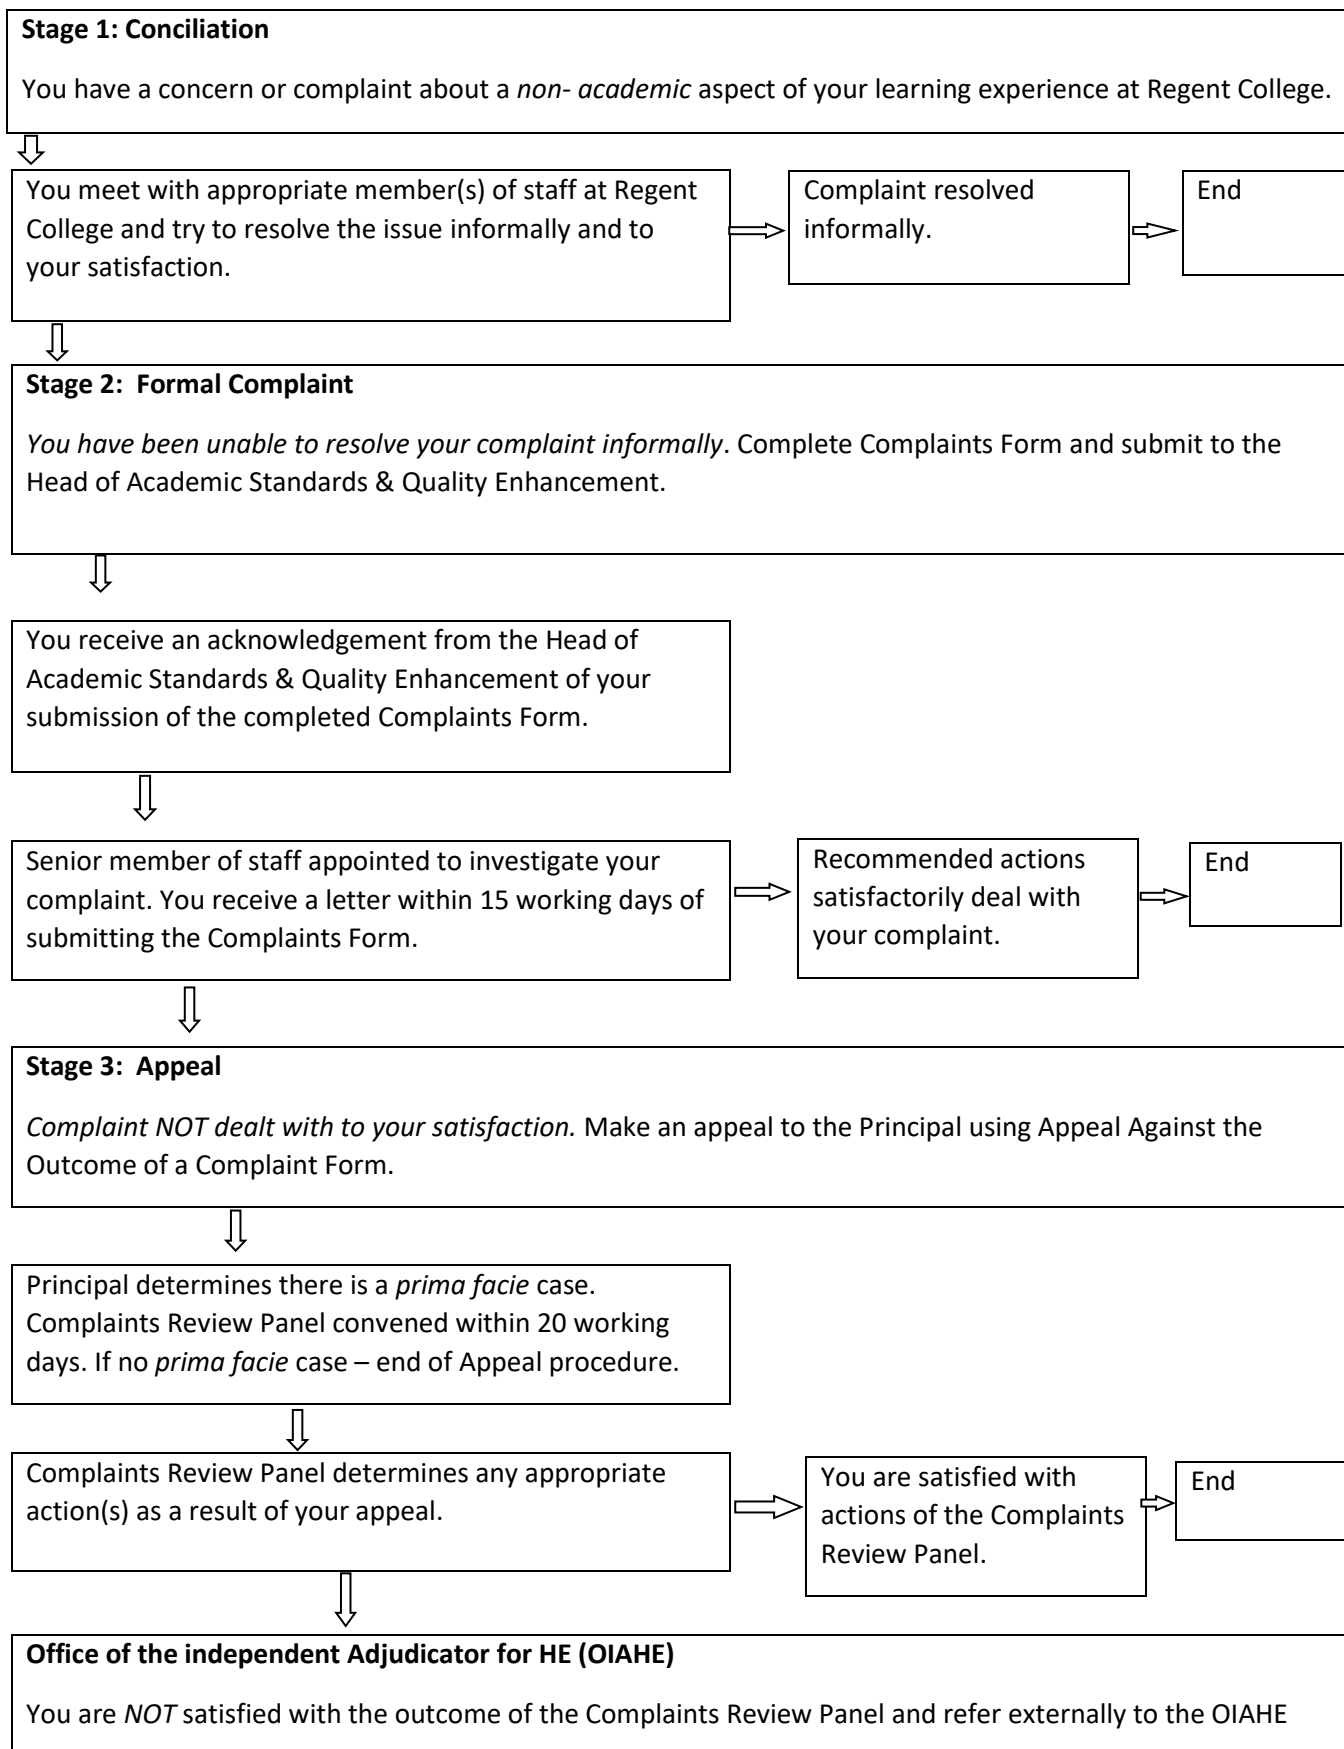 Stage 1: Conciliation
You have a concern or complaint about a non- academic aspect of your learning experience at Regent College.
You meet with appropriate member(s) of staff at Regent
College and try to resolve the issue informally and to
your satisfaction.
Complaint resolved
informally.
End
Stage 2:  Formal Complaint
You have been unable to resolve your complaint informally. Complete Complaints Form and submit to the
Head of Academic Standards & Quality Enhancement.
You receive an acknowledgement from the Head of
Academic Standards & Quality Enhancement of your
submission of the completed Complaints Form.
Senior member of staff appointed to investigate your
complaint. You receive a letter within 15 working days of
submitting the Complaints Form.
Recommended actions
satisfactorily deal with
your complaint.
End
Stage 3:  Appeal
Complaint NOT dealt with to your satisfaction. Make an appeal to the Principal using Appeal Against the
Outcome of a Complaint Form.
Principal determines there is a prima facie case.
Complaints Review Panel convened within 20 working
days. If no prima facie case – end of Appeal procedure.
Complaints Review Panel determines any appropriate
action(s) as a result of your appeal.
You are satisfied with
actions of the Complaints
Review Panel.
End
Office of the independent Adjudicator for HE (OIAHE)
You are NOT satisfied with the outcome of the Complaints Review Panel and refer externally to the OIAHE